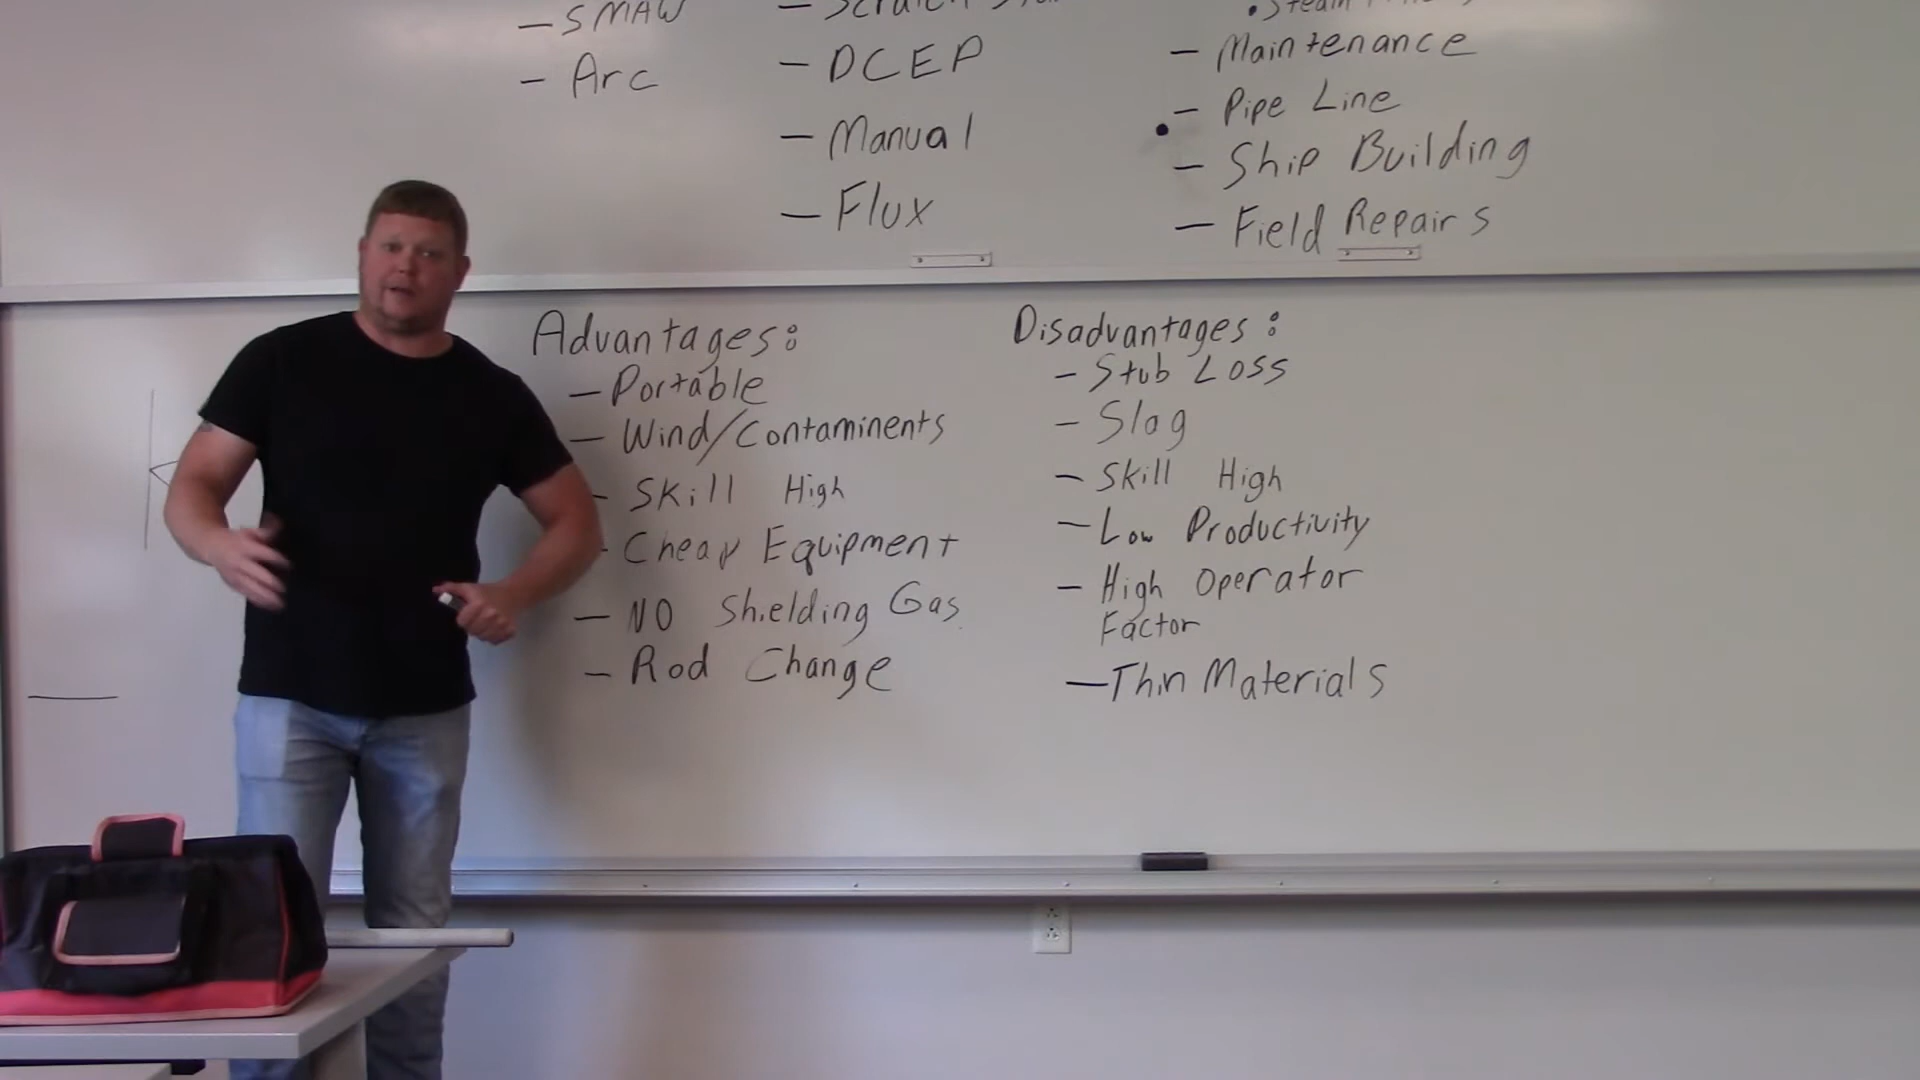 - SMAW
- Arc
- Scratch
- DCEP
- Manual
- Flux
• Steam
- Maintenance
- Pipe Line
- Ship Building
- Field Repairs
Advantages:
- Portable
- Wind/Contaminents
- Skill High
- Cheap Equipment
- NO Shielding Gas
- Rod Change
Disadvantages:
- Stub Loss
- Slag
- Skill High
- Low Productivity
- High Operator
Factor
- Thin Materials